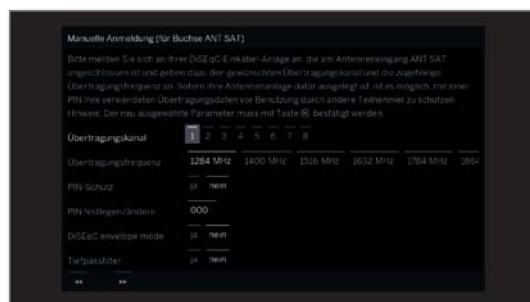 Manuelle Anmeldung (für Buchse ANT SAT)
Bitte melden Sie sich an Ihrer DiSEqC-Einkabel-Anlage an, die am Antenneneingang ANT SAT
angeschlossen ist und geben dazu den gewünschten Übertragungskanal und die zugehörige
Übertragungsfrequenz an. Sofern Ihre Antennenanlage dafür ausgelegt ist, ist es möglich, mit einer
PIN Ihre verwendeten Übertragungsdaten vor Benutzung durch andere Teilnehmer zu schützen.
Hinweis: Der neu ausgewählte Parameter muss mit Taste bestätigt werden.
Übertragungskanal 1 2 3 4 5 6 7 8
Übertragungsfrequenz 1284 MHz 1400 MHz 1516 MHz 1632 MHz 1784 MHz 1864
PIN-Schutz ja nein
PIN festlegen/ändern 000
DiSEqC envelope mode ja nein
Tiefpassfilter ja nein